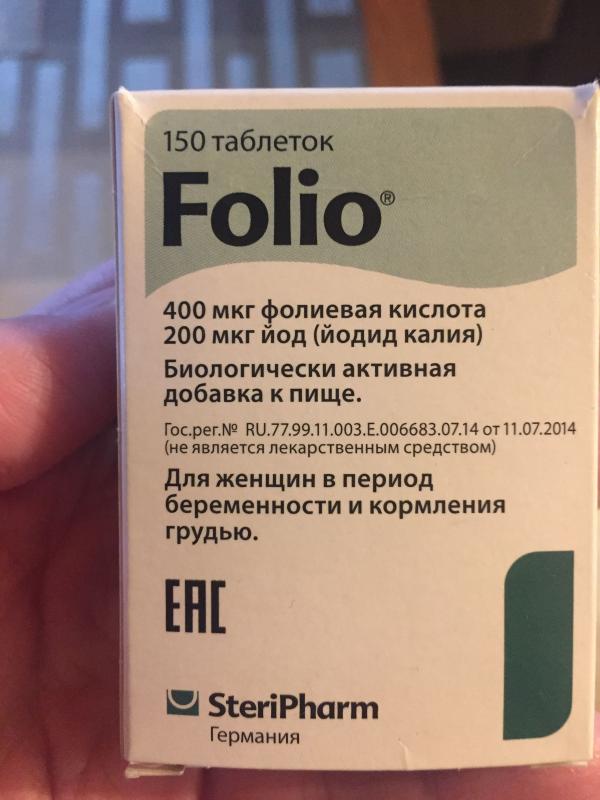 150 таблеток
Folio®
400 мкг фолиевая кислота
200 мкг йод (йодид калия)
Биологически активная
добавка к пище.
Гос.рег.№ RU.77.99.11.003.Е.006683.07.14 от 11.07.2014
(не является лекарственным средством)
Для женщин в период
беременности и кормления
грудью.
EAC
SteriPharm
Германия